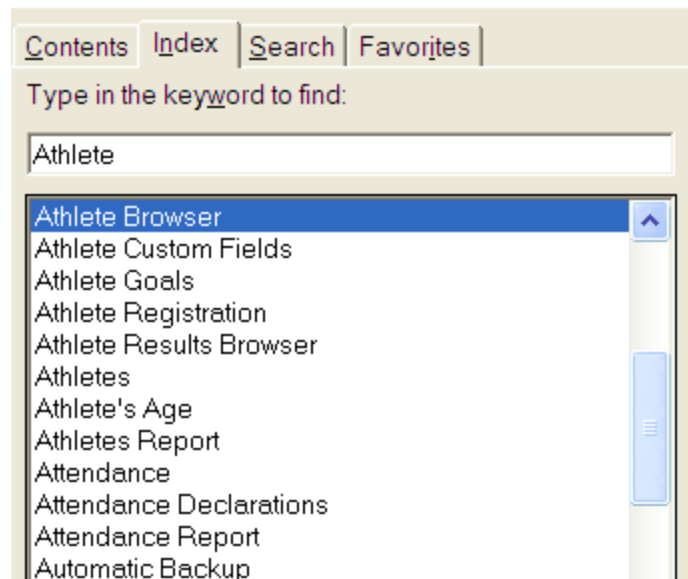 Contents Index Search Favorites
Type in the keyword to find:
Athlete
Athlete Browser
Athlete Custom Fields
Athlete Goals
Athlete Registration
Athlete Results Browser
Athletes
Athlete's Age
Athletes Report
Attendance
Attendance Declarations
Attendance Report
Automatic Backup